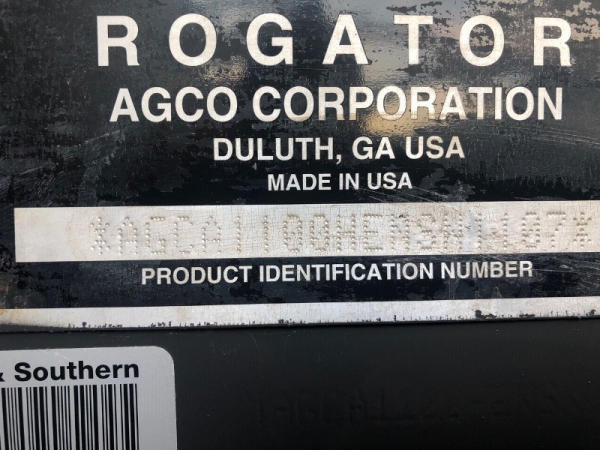 ROGATOR
AGCO CORPORATION
DULUTH, GA USA
MADE IN USA
PRODUCT IDENTIFICATION NUMBER
& Southern